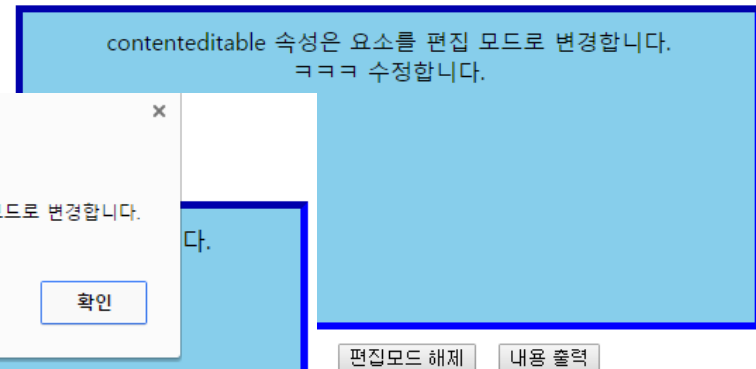 contenteditable 속성은 요소를 편집 모드로 변경합니다.
ㅋㅋㅋ 수정합니다.
드로 변경합니다.
다.
확인
편집모드 해제 내용 출력